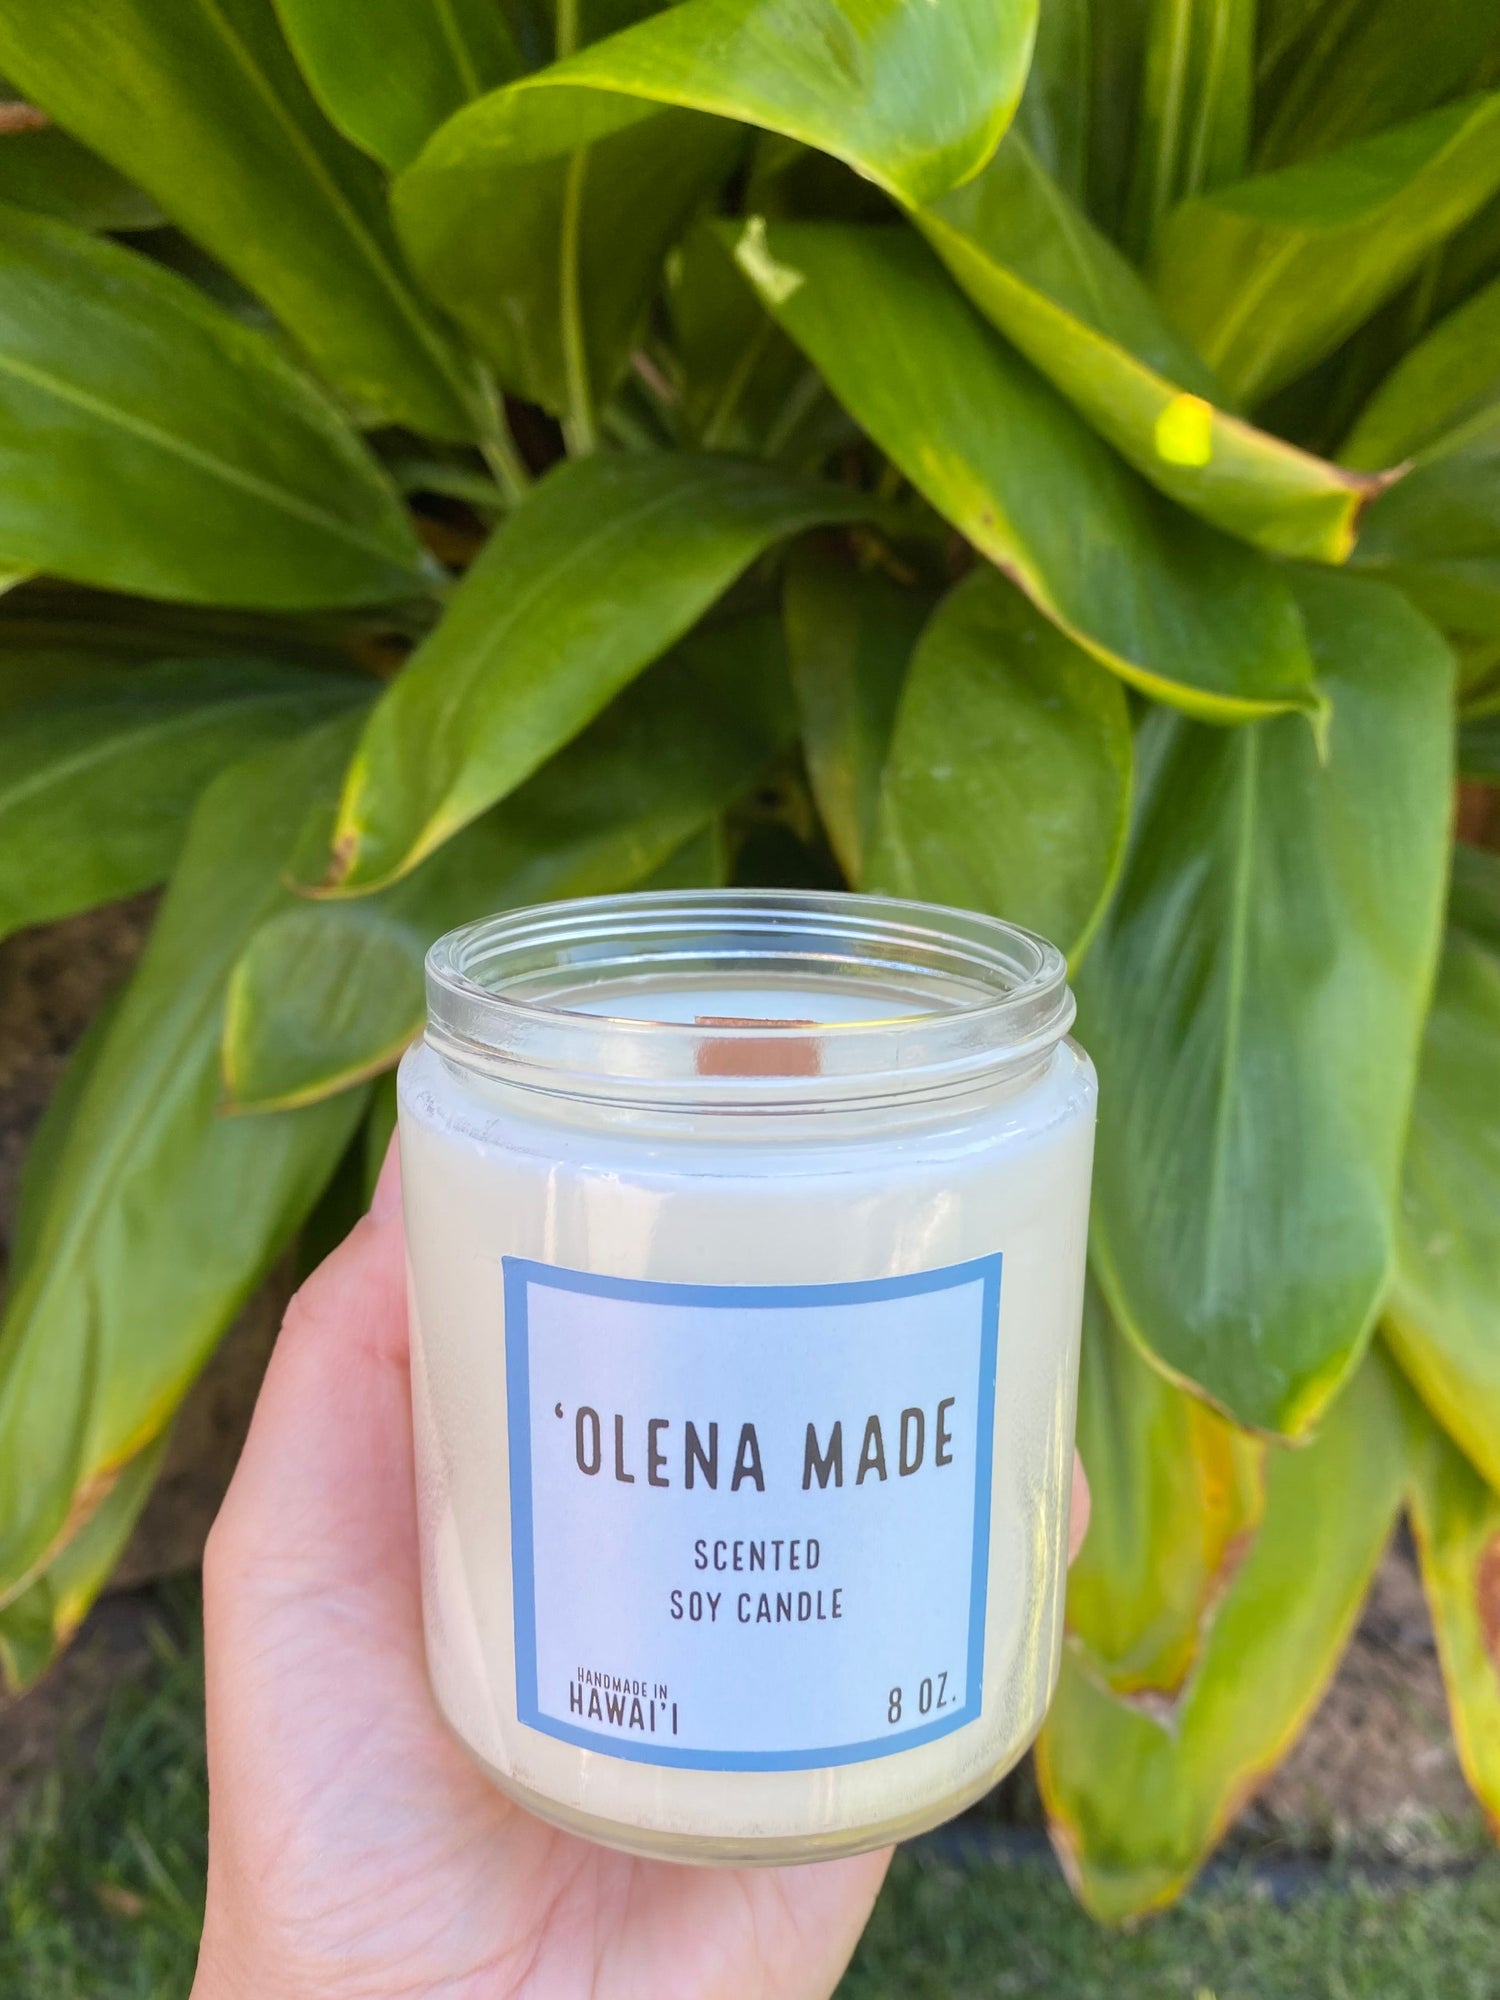 ‘OLENA MADE
SCENTED
SOY CANDLE
HANDMADE IN
HAWAI'I
8 OZ.